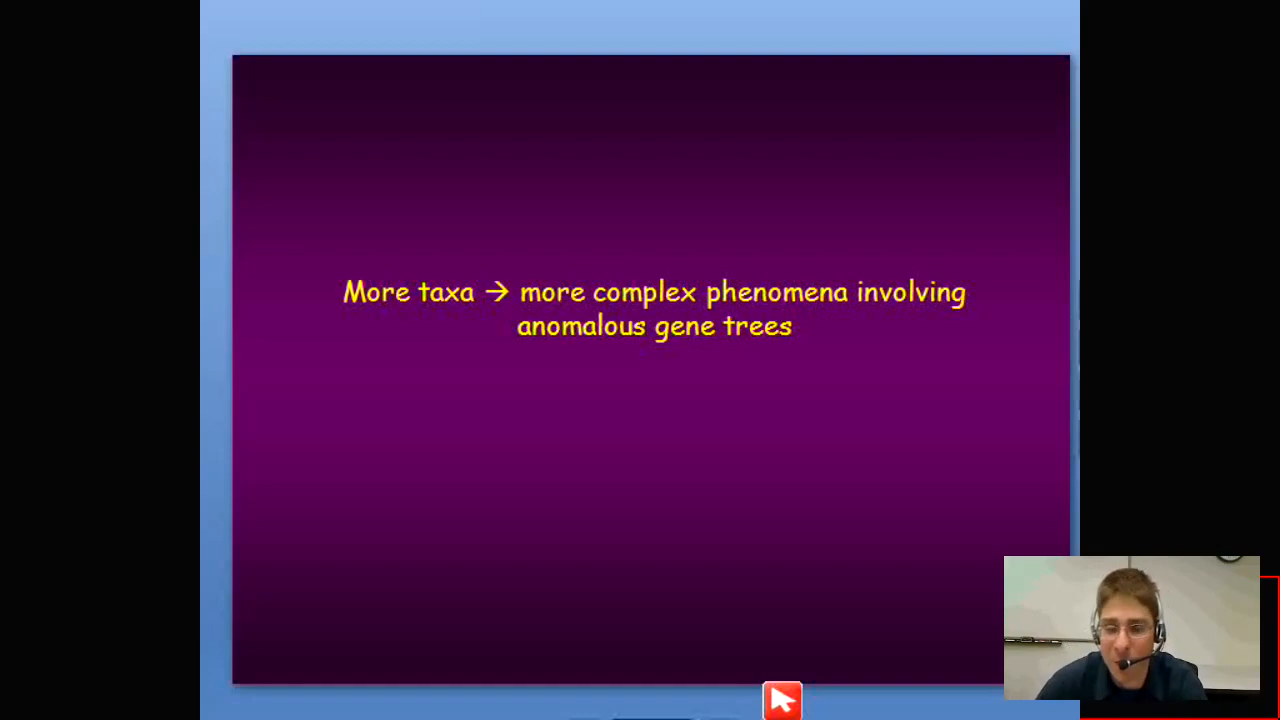 More taxa → more complex phenomena involving
anomalous gene trees